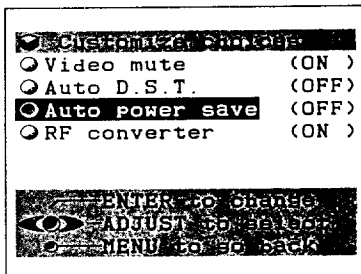 Customize choices
Video mute (ON )
Auto D.S.T. (OFF)
Auto power save (OFF)
RF converter (ON )
ENTER to change
ADJUST to select
MENU to go back